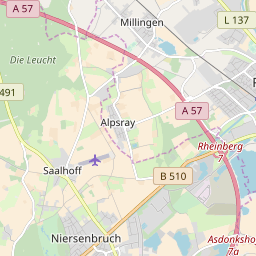 A 57
Millingen
L 137
Die Leucht
491
A 57
Alpsray
Rheinberg
7
Saalhoff
B 510
Niersenbruch
Asdonkshof
7a